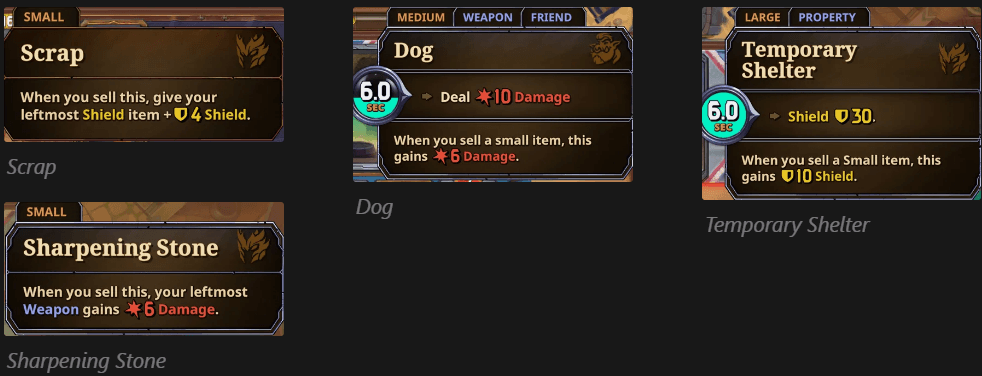 SMALL
Scrap
When you sell this, give your
leftmost Shield item + 4 Shield.
Scrap
SMALL
Sharpening Stone
When you sell this, your leftmost
Weapon gains 6 Damage.
Sharpening Stone
MEDIUM WEAPON FRIEND
Dog
6.0
SEC
Deal 10 Damage
When you sell a small item, this
gains 6 Damage.
Dog
LARGE PROPERTY
Temporary
Shelter
6.0
SEC
Shield 30.
When you sell a Small item, this
gains 10 Shield.
Temporary Shelter